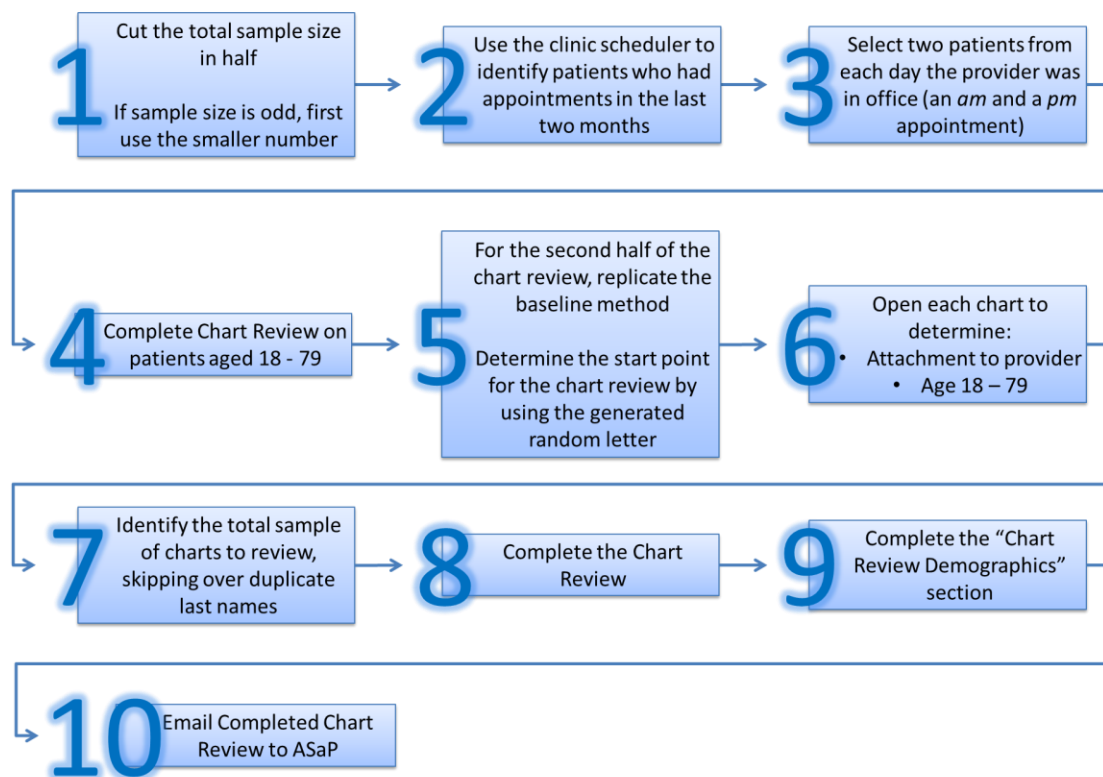 1
Cut the total sample size
in half
If sample size is odd, first
use the smaller number
2
Use the clinic scheduler to
identify patients who had
appointments in the last
two months
3
Select two patients from
each day the provider was
in office (an am and a pm
appointment)
4
Complete Chart Review on
patients aged 18 - 79
5
For the second half of the
chart review, replicate the
baseline method
Determine the start point
for the chart review by
using the generated
random letter
6
Open each chart to
determine:
• Attachment to provider
• Age 18 – 79
7
Identify the total sample
of charts to review,
skipping over duplicate
last names
8
Complete the Chart
Review
9
Complete the “Chart
Review Demographics”
section
10
Email Completed Chart
Review to ASaP